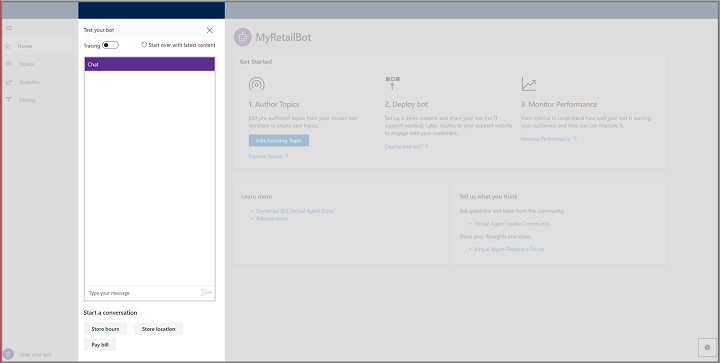 Test your bot
Tracing
Start over with latest content
Chat
Type your message
Start a conversation
Store hours
Store location
Pay bill
Home
Topics
Analytics
Deploy
Hide your bot
MyRetailBot
Get Started
1. Author Topics
Edit pre-authored topics from your chosen bot
template or create new topics.
Edit Greeting Topic
Explore Topics
2. Deploy bot
Set up a demo website and share your bot (no IT
support needed). Later, deploy to your support website
to engage with your customers.
Deploy and test
3. Monitor Performance
View metrics to understand how well your bot is serving
your customers and how you can improve it.
Monitor Performance
Learn more
Dynamics 365 Virtual Agent Docs
Release notes
Tell us what you think
Ask questions and learn from the community.
Virtual Agent Insider Community
Share your thoughts and ideas
Virtual Agent Feedback Forum